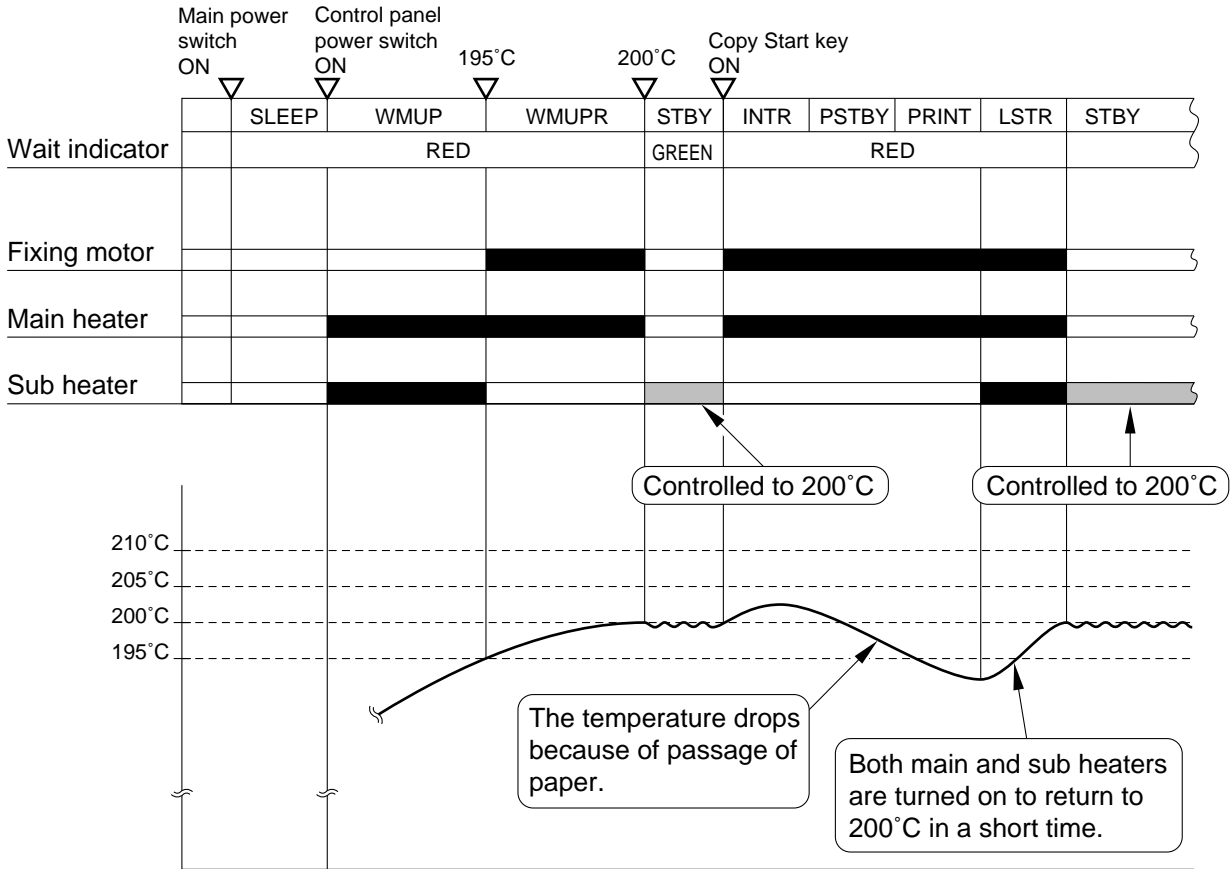 Main power
switch
ON
Control panel
power switch
ON
195˚C
200˚C
Copy Start key
ON
SLEEP WMUP WMUPR STBY INTR PSTBY PRINT LSTR STBY
Wait indicator RED GREEN RED
Fixing motor
Main heater
Sub heater
Controlled to 200˚C
Controlled to 200˚C
210˚C
205˚C
200˚C
195˚C
The temperature drops
because of passage of
paper.
Both main and sub heaters
are turned on to return to
200˚C in a short time.